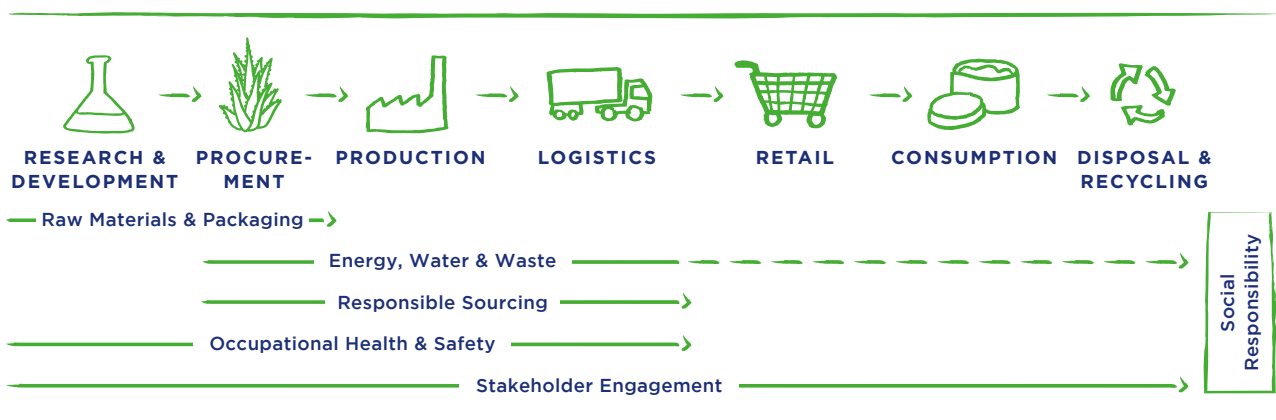 RESEARCH &
DEVELOPMENT
PROCURE-
MENT
PRODUCTION
LOGISTICS
RETAIL
CONSUMPTION
DISPOSAL &
RECYCLING
Raw Materials & Packaging
Energy, Water & Waste
Responsible Sourcing
Occupational Health & Safety
Stakeholder Engagement
Social
Responsibility